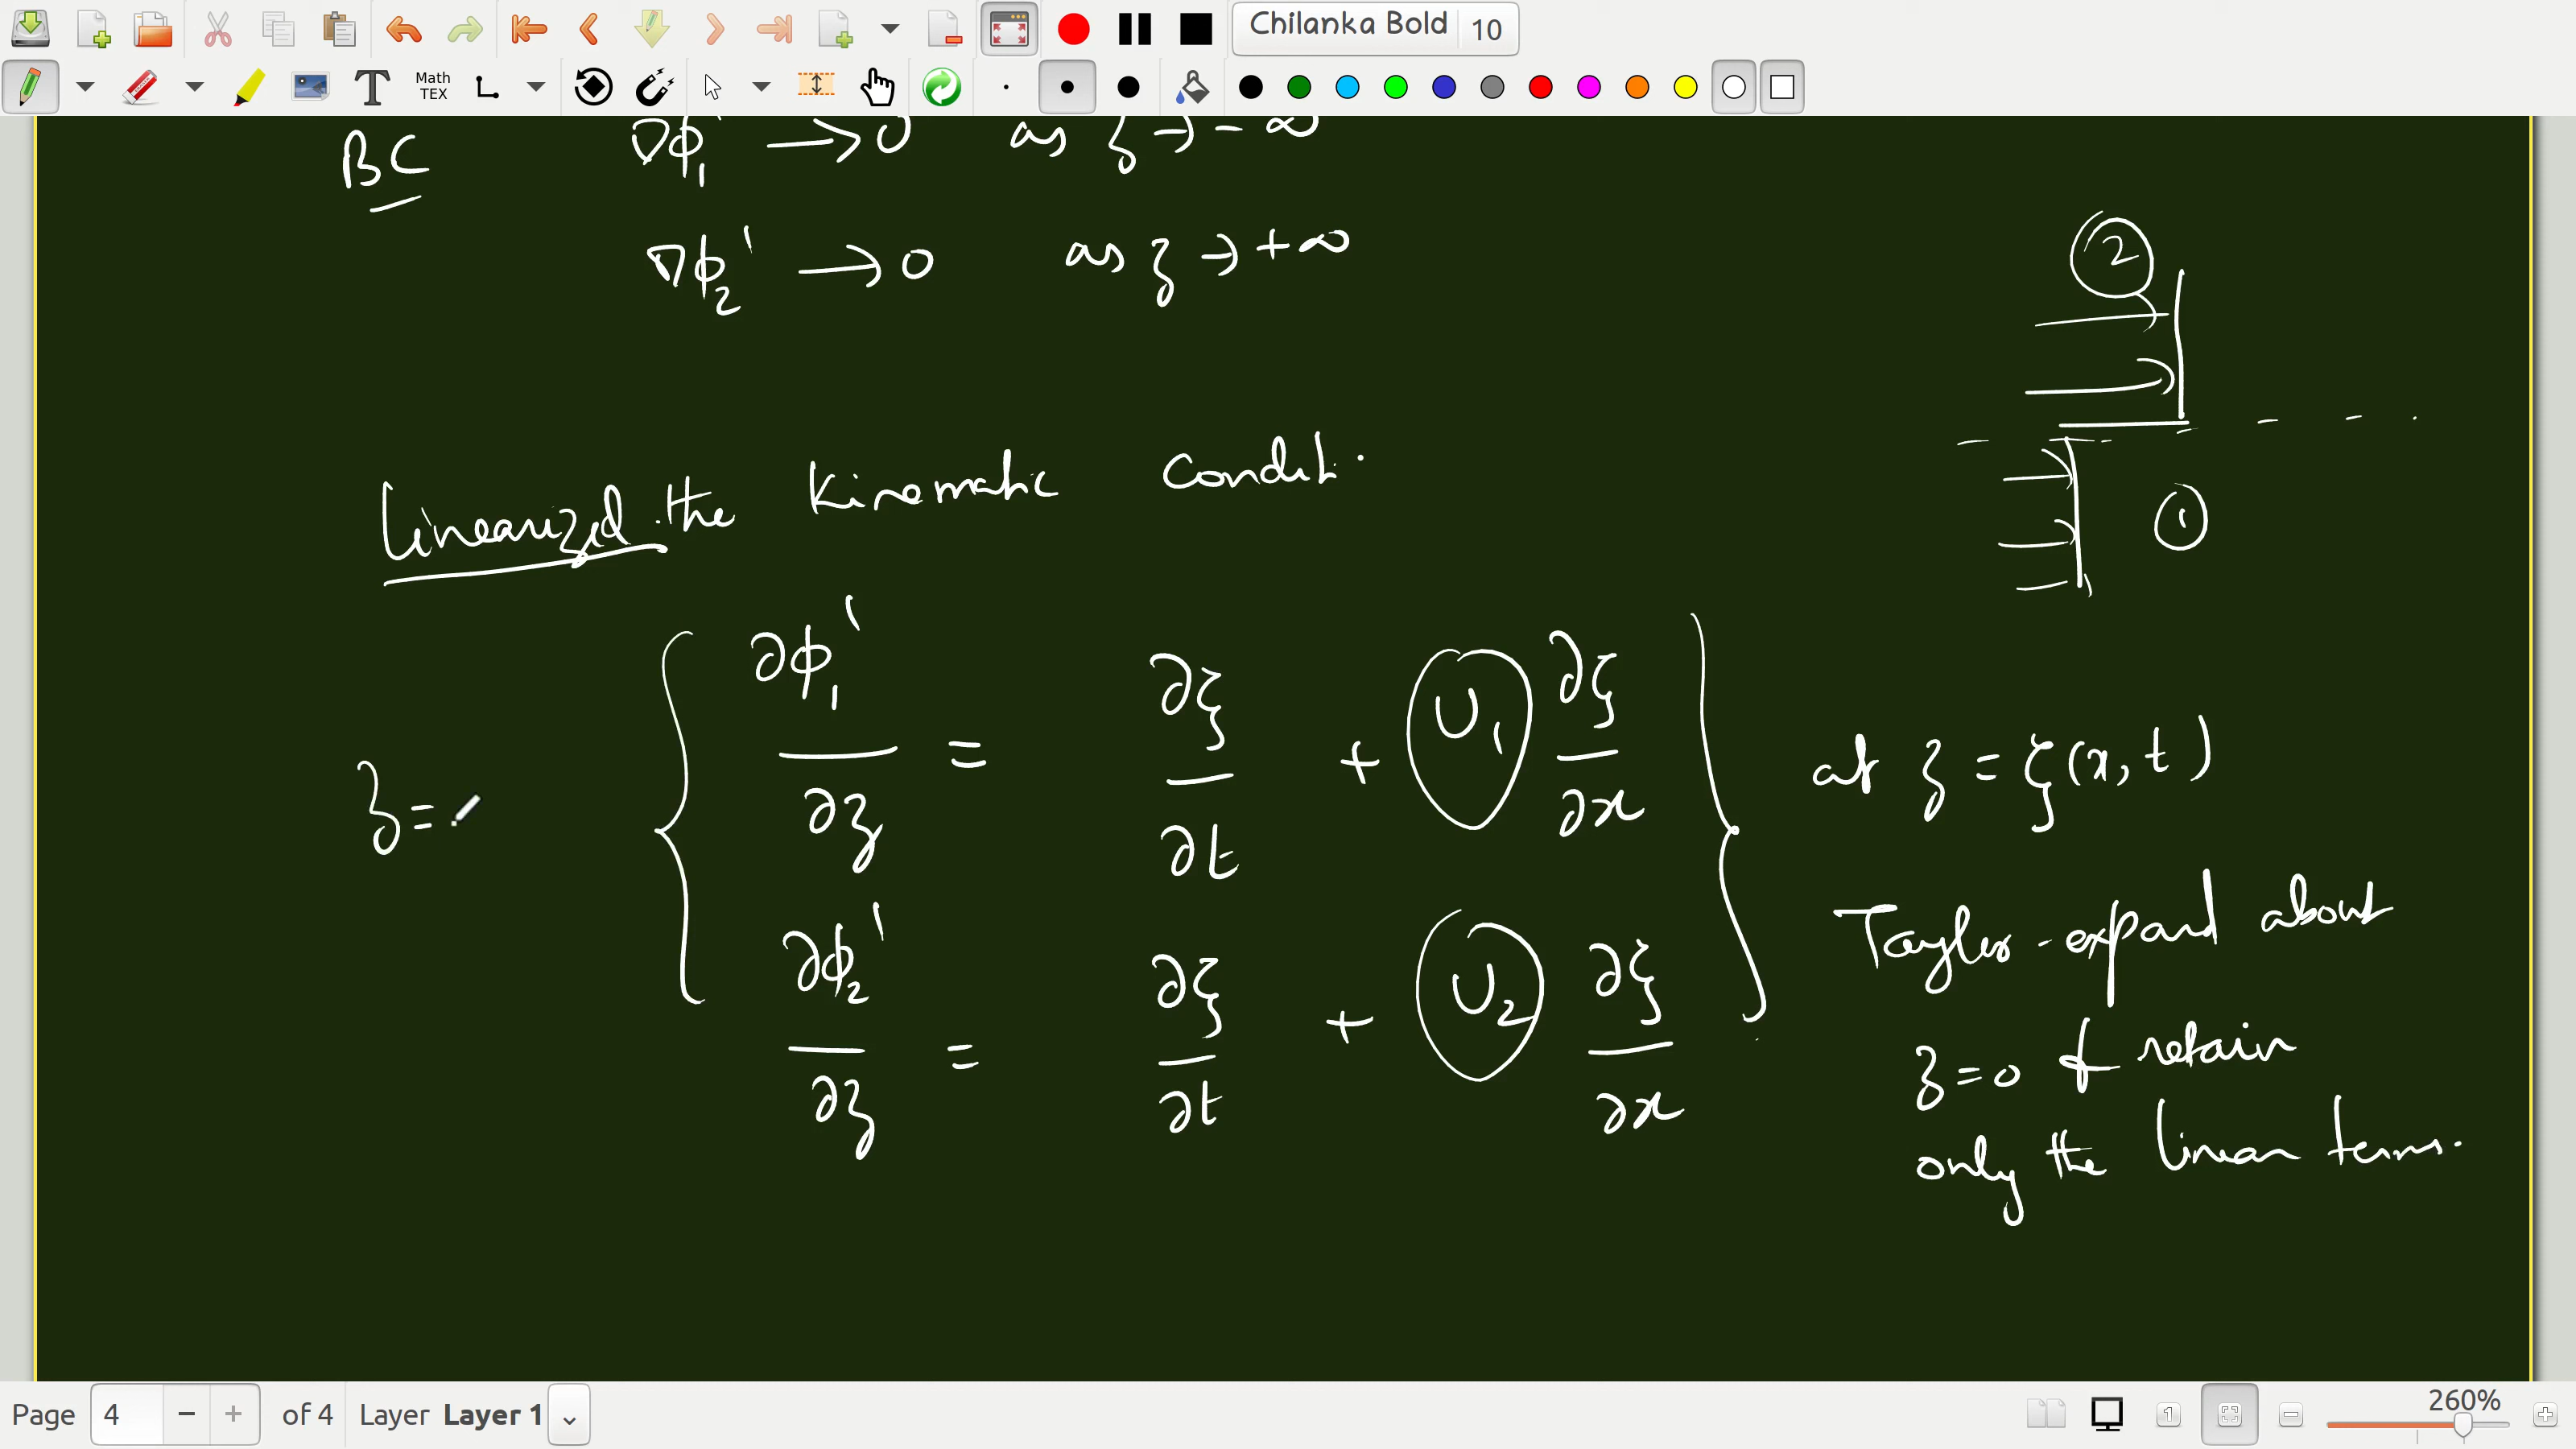 Chilanka Bold 10
Math
TEX
BC ∇ϕ₁' → 0 as z → -∞
∇ϕ₂' → 0 as z → +∞
2
Linearized the Kinematic Condit.
1
∂ϕ₁'/∂z = ∂ζ/∂t + U₁ ∂ζ/∂x
at z = ζ(x, t)
z =
∂ϕ₂'/∂z = ∂ζ/∂t + U₂ ∂ζ/∂x
Taylor-expand about
z=0 & retain
only the linear terms.
Page 4 of 4 Layer Layer 1
1
260%